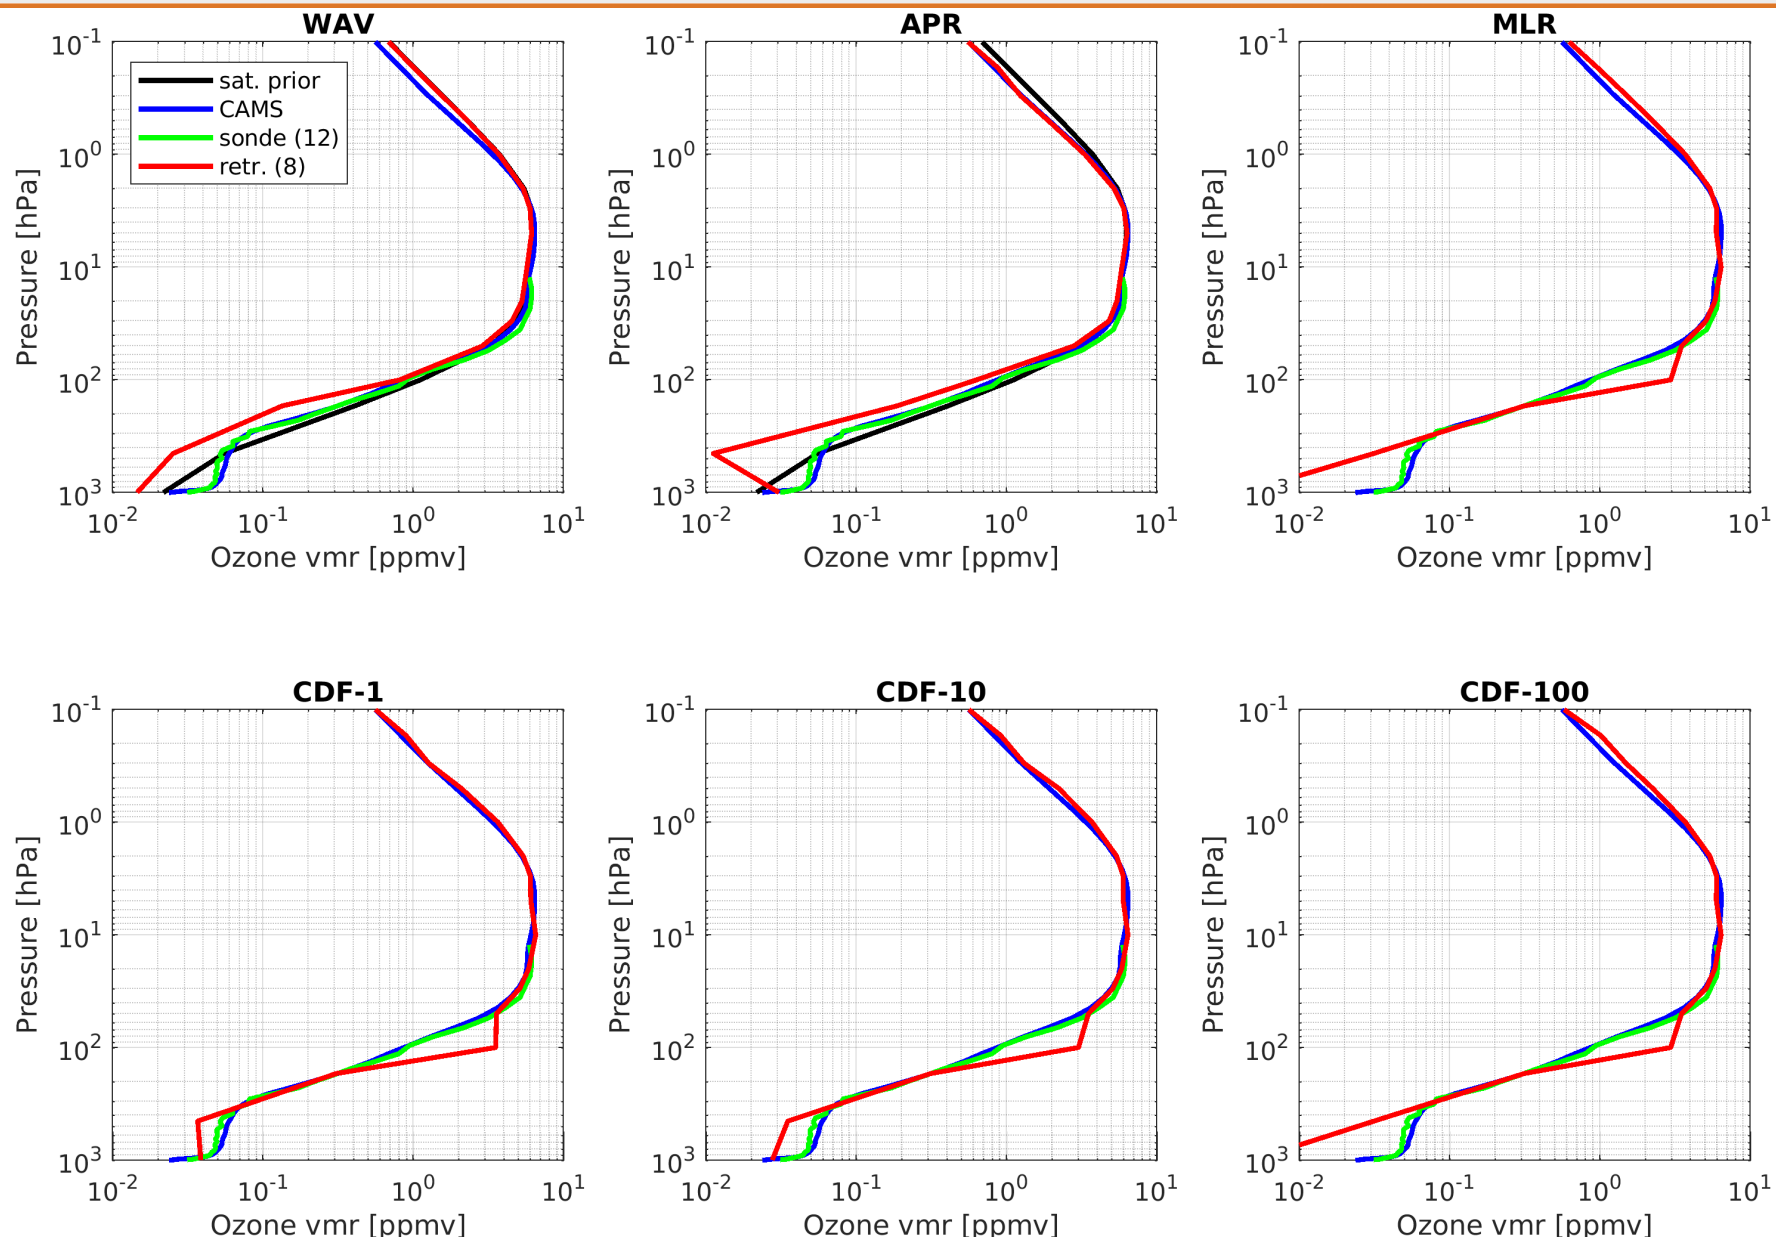 WAV
APR
MLR
10^-1
10^0
10^1
10^2
10^3
Pressure [hPa]
sat. prior
CAMS
sonde (12)
retr. (8)
10^-2 10^-1 10^0 10^1
Ozone vmr [ppmv]
10^-1
10^0
10^1
10^2
10^3
Pressure [hPa]
10^-2 10^-1 10^0 10^1
Ozone vmr [ppmv]
10^-1
10^0
10^1
10^2
10^3
Pressure [hPa]
10^-2 10^-1 10^0 10^1
Ozone vmr [ppmv]
CDF-1
CDF-10
CDF-100
10^-1
10^0
10^1
10^2
10^3
Pressure [hPa]
10^-2 10^-1 10^0 10^1
Ozone vmr [ppmv]
10^-1
10^0
10^1
10^2
10^3
Pressure [hPa]
10^-2 10^-1 10^0 10^1
Ozone vmr [ppmv]
10^-1
10^0
10^1
10^2
10^3
Pressure [hPa]
10^-2 10^-1 10^0 10^1
Ozone vmr [ppmv]